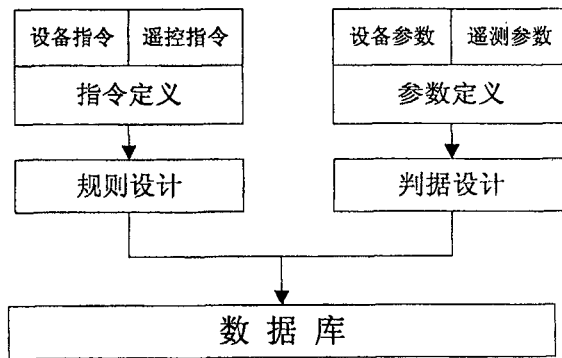 设备指令 遥控指令 设备参数 遥测参数
指令定义 参数定义
规则设计 判据设计
数据库